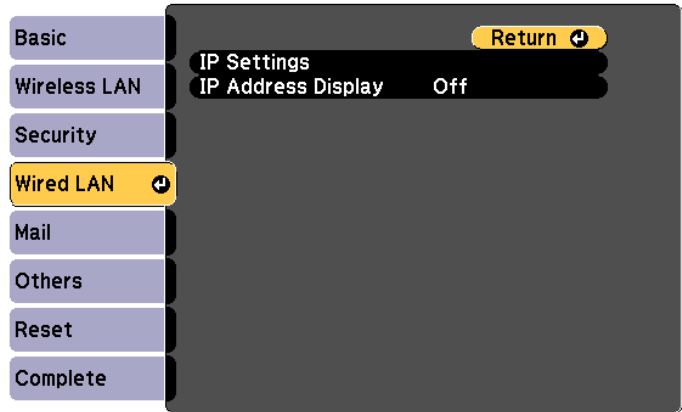 Basic
Wireless LAN
Security
Wired LAN
Mail
Others
Reset
Complete
Return
IP Settings
IP Address Display Off